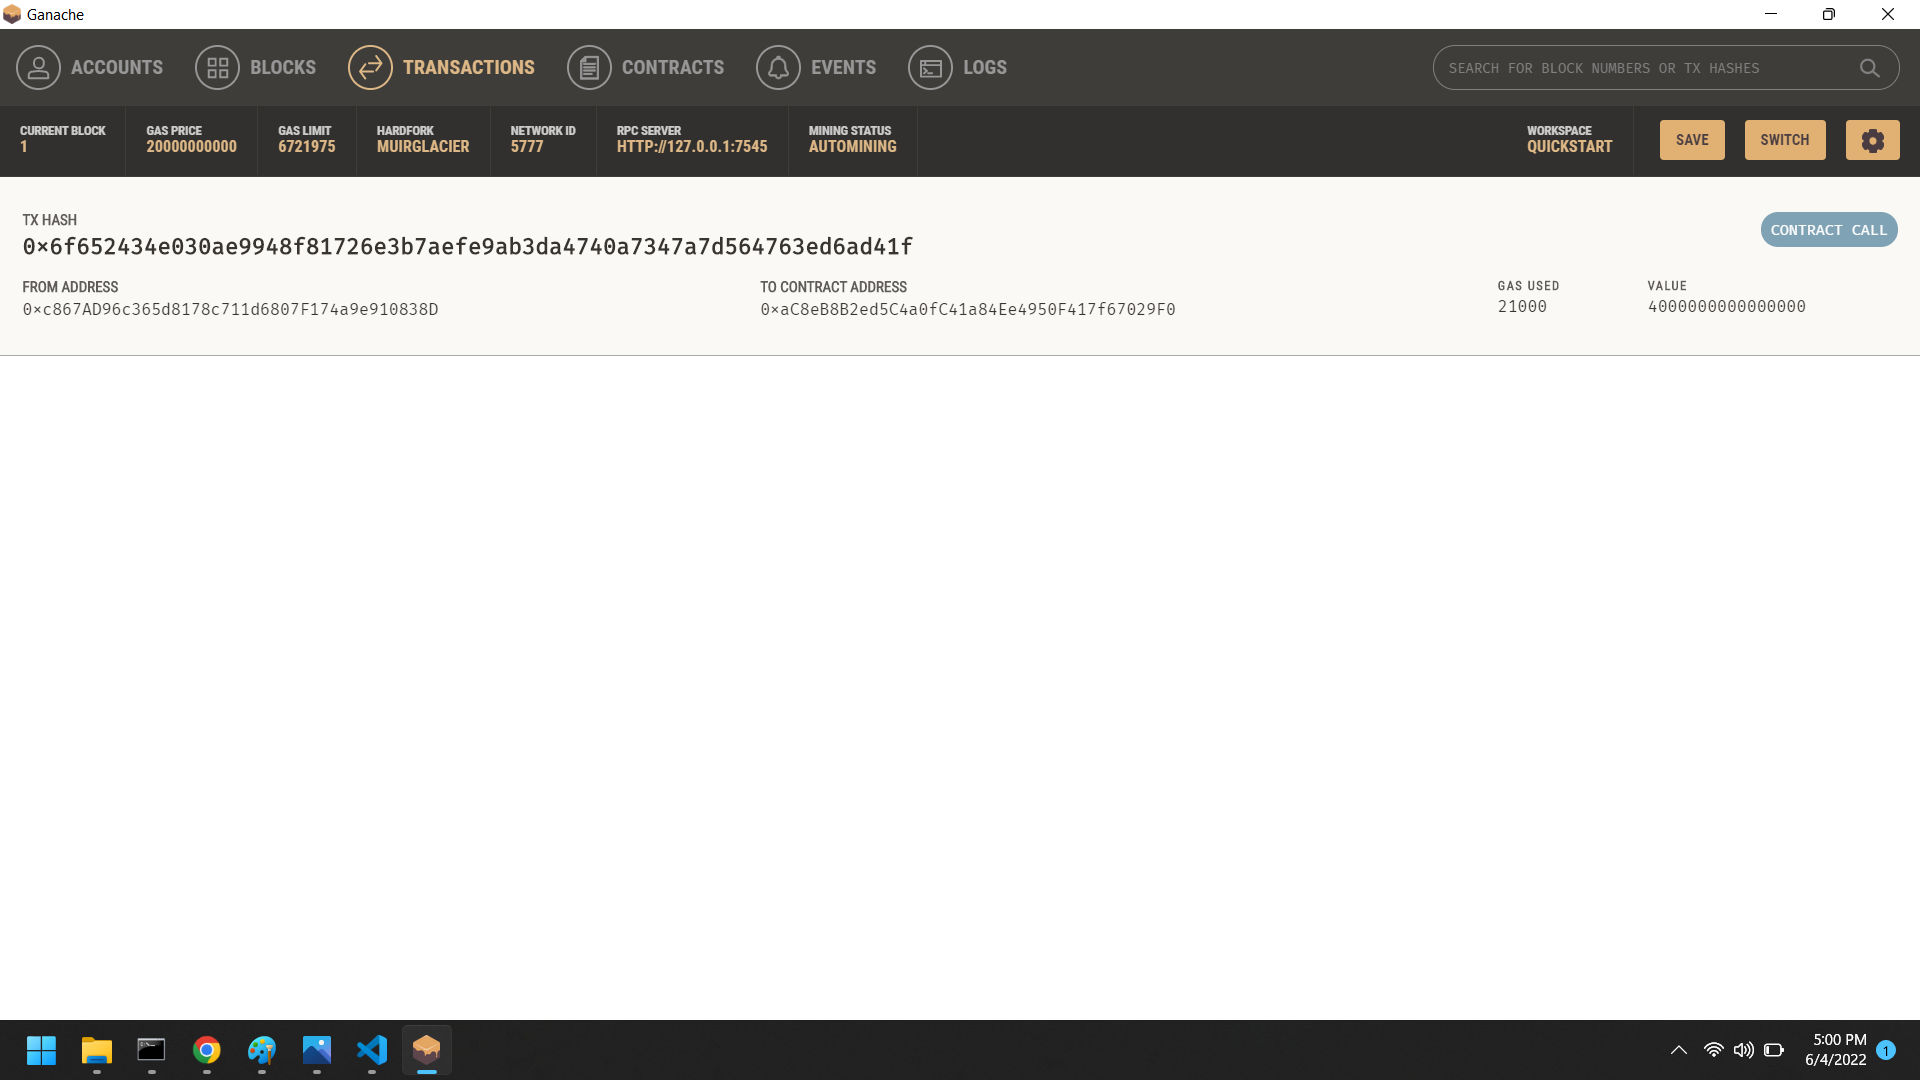 Ganache
ACCOUNTS BLOCKS TRANSACTIONS CONTRACTS EVENTS LOGS SEARCH FOR BLOCK NUMBERS OR TX HASHES
CURRENT BLOCK GAS PRICE GAS LIMIT HARDFORK NETWORK ID RPC SERVER MINING STATUS WORKSPACE
1 20000000000 6721975 MUIRGLACIER 5777 HTTP://127.0.0.1:7545 AUTOMINING QUICKSTART SAVE SWITCH
TX HASH
0x6f652434e030ae9948f81726e3b7aefe9ab3da4740a7347a7d564763ed6ad41f CONTRACT CALL
FROM ADDRESS TO CONTRACT ADDRESS GAS USED VALUE
0xc867AD96c365d8178c711d6807F174a9e910838D 0xaC8eB8B2ed5C4a0fC41a84Ee4950F417f67029F0 21000 4000000000000000
5:00 PM
6/4/2022 1